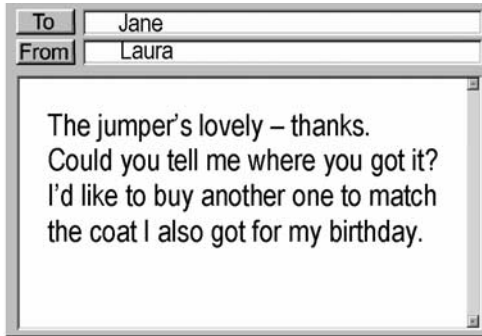 To Jane
From Laura
The jumper's lovely – thanks.
Could you tell me where you got it?
I'd like to buy another one to match
the coat I also got for my birthday.